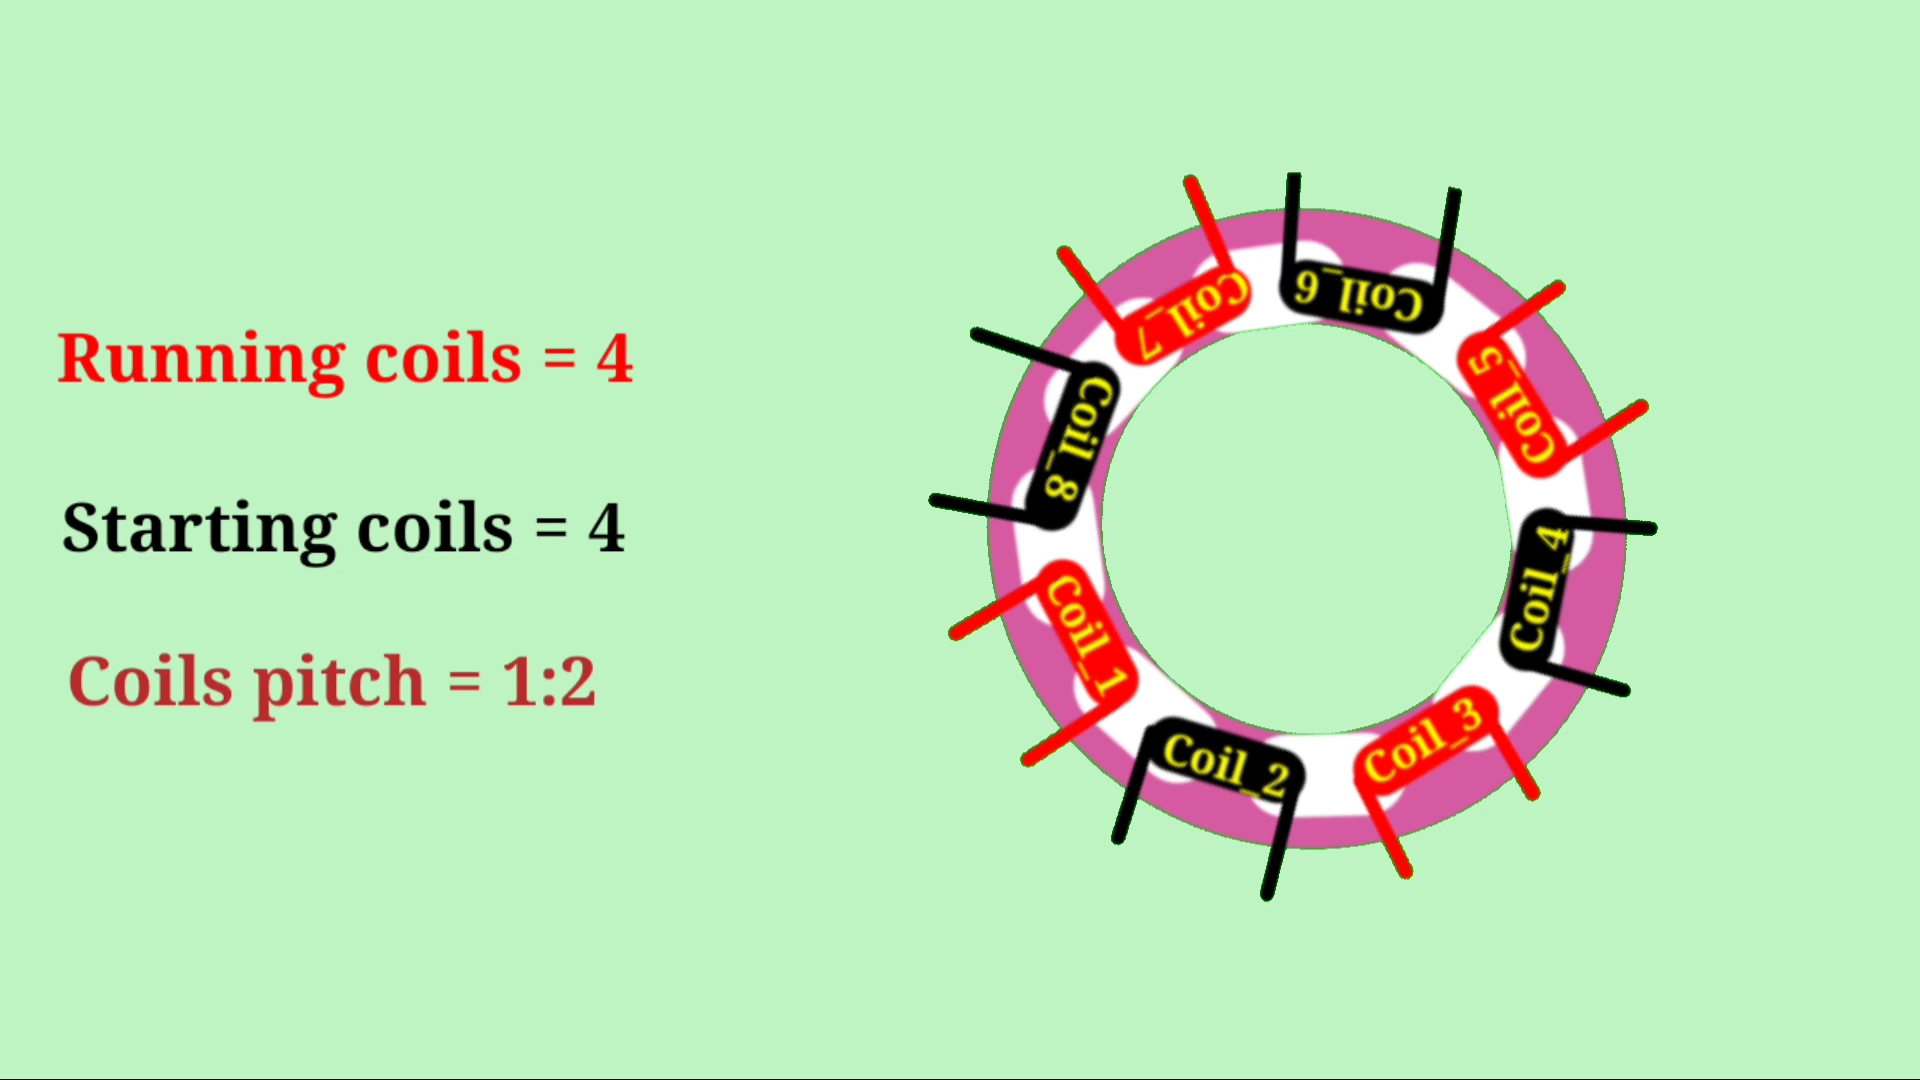 Running coils = 4
Starting coils = 4
Coils pitch = 1:2
Coil_1
Coil_2
Coil_3
Coil_4
Coil_5
Coil_6
Coil_7
Coil_8